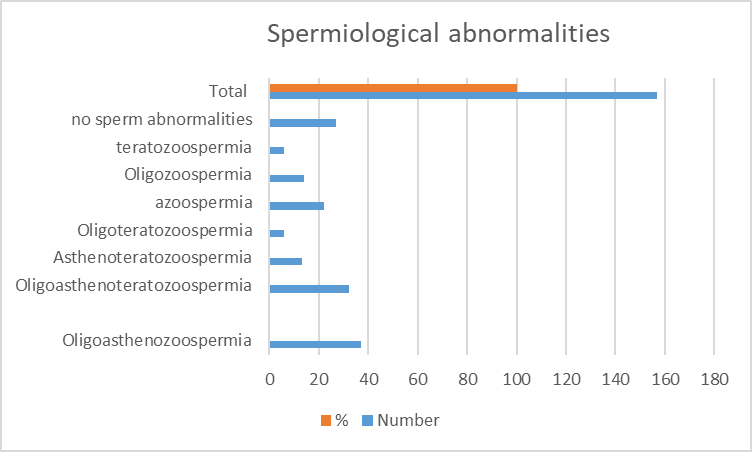 Spermiological abnormalities
Total
no sperm abnormalities
teratozoospermia
Oligozoospermia
azoospermia
Oligoteratozoospermia
Asthenoteratozoospermia
Oligoasthenoteratozoospermia
Oligoasthenozoospermia
0 20 40 60 80 100 120 140 160 180
% Number